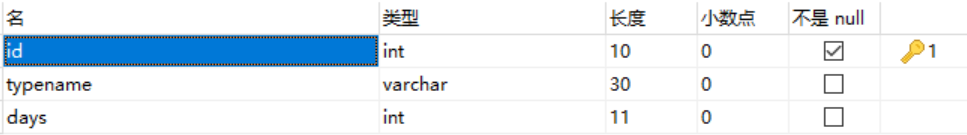 名 类型 长度 小数点 不是 null
id int 10 0 1
typename varchar 30 0
days int 11 0